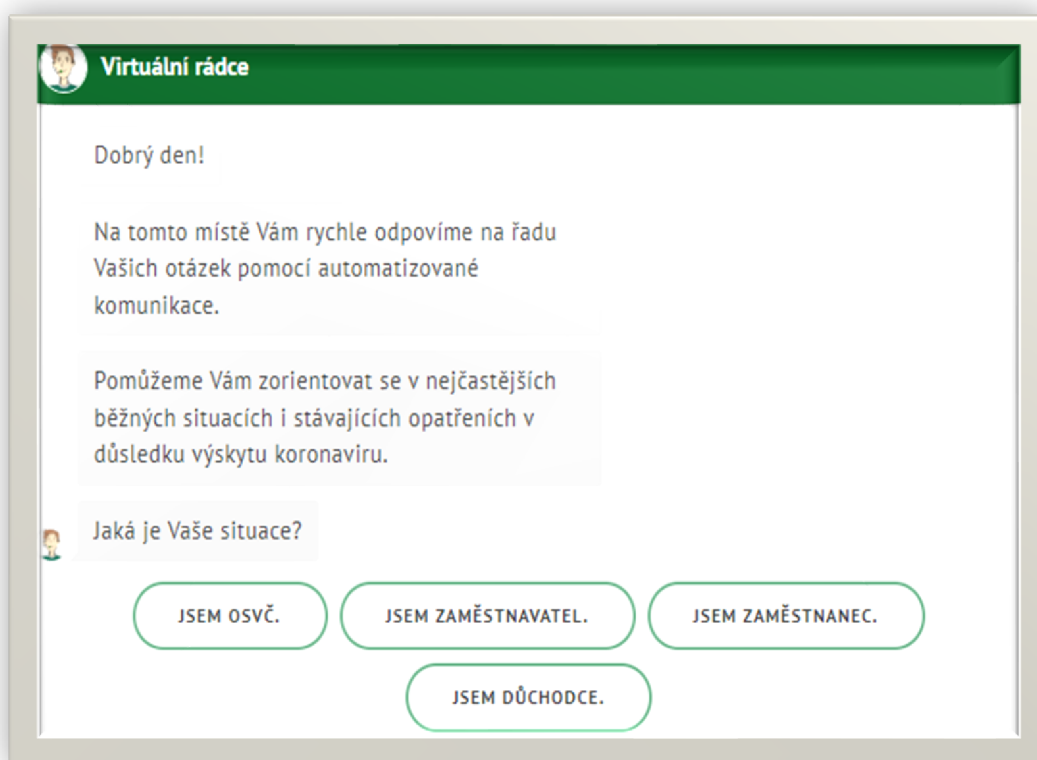 Virtuální rádce
Dobrý den!
Na tomto místě Vám rychle odpovíme na řadu
Vašich otázek pomocí automatizované
komunikace.
Pomůžeme Vám zorientovat se v nejčastějších
běžných situacích i stávajících opatřeních v
důsledku výskytu koronaviru.
Jaká je Vaše situace?
JSEM OSVČ. JSEM ZAMĚSTNAVATEL. JSEM ZAMĚSTNANEC.
JSEM DŮCHODCE.